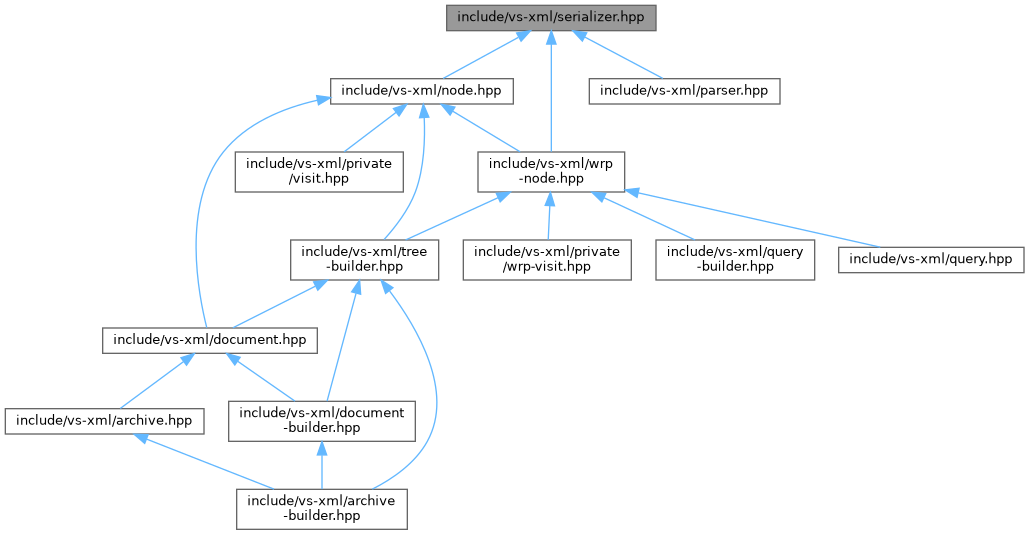 include/vs-xml/serializer.hpp
include/vs-xml/node.hpp
include/vs-xml/parser.hpp
include/vs-xml/private
/visit.hpp
include/vs-xml/wrp
-node.hpp
include/vs-xml/tree
-builder.hpp
include/vs-xml/private
/wrp-visit.hpp
include/vs-xml/query
-builder.hpp
include/vs-xml/query.hpp
include/vs-xml/document.hpp
include/vs-xml/archive.hpp
include/vs-xml/document
-builder.hpp
include/vs-xml/archive
-builder.hpp